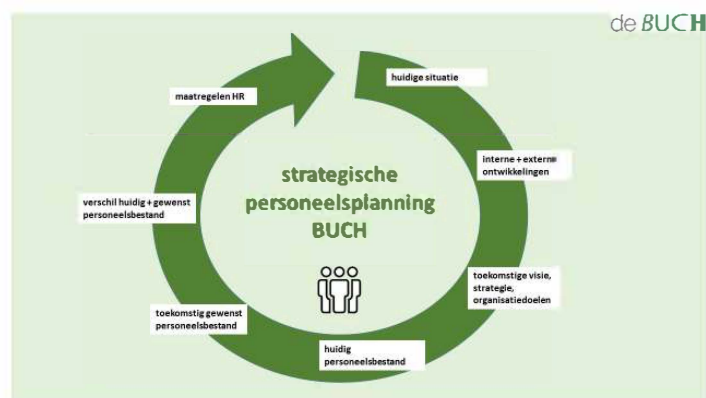 de BUCH
huidige situatie
interne + externe
ontwikkelingen
toekomstige visie,
strategie,
organisatiedoelen
huidig
personeelsbestand
toekomstig gewenst
personeelsbestand
verschil huidig + gewenst
personeelsbestand
maatregelen HR
strategische
personeelsplanning
BUCH